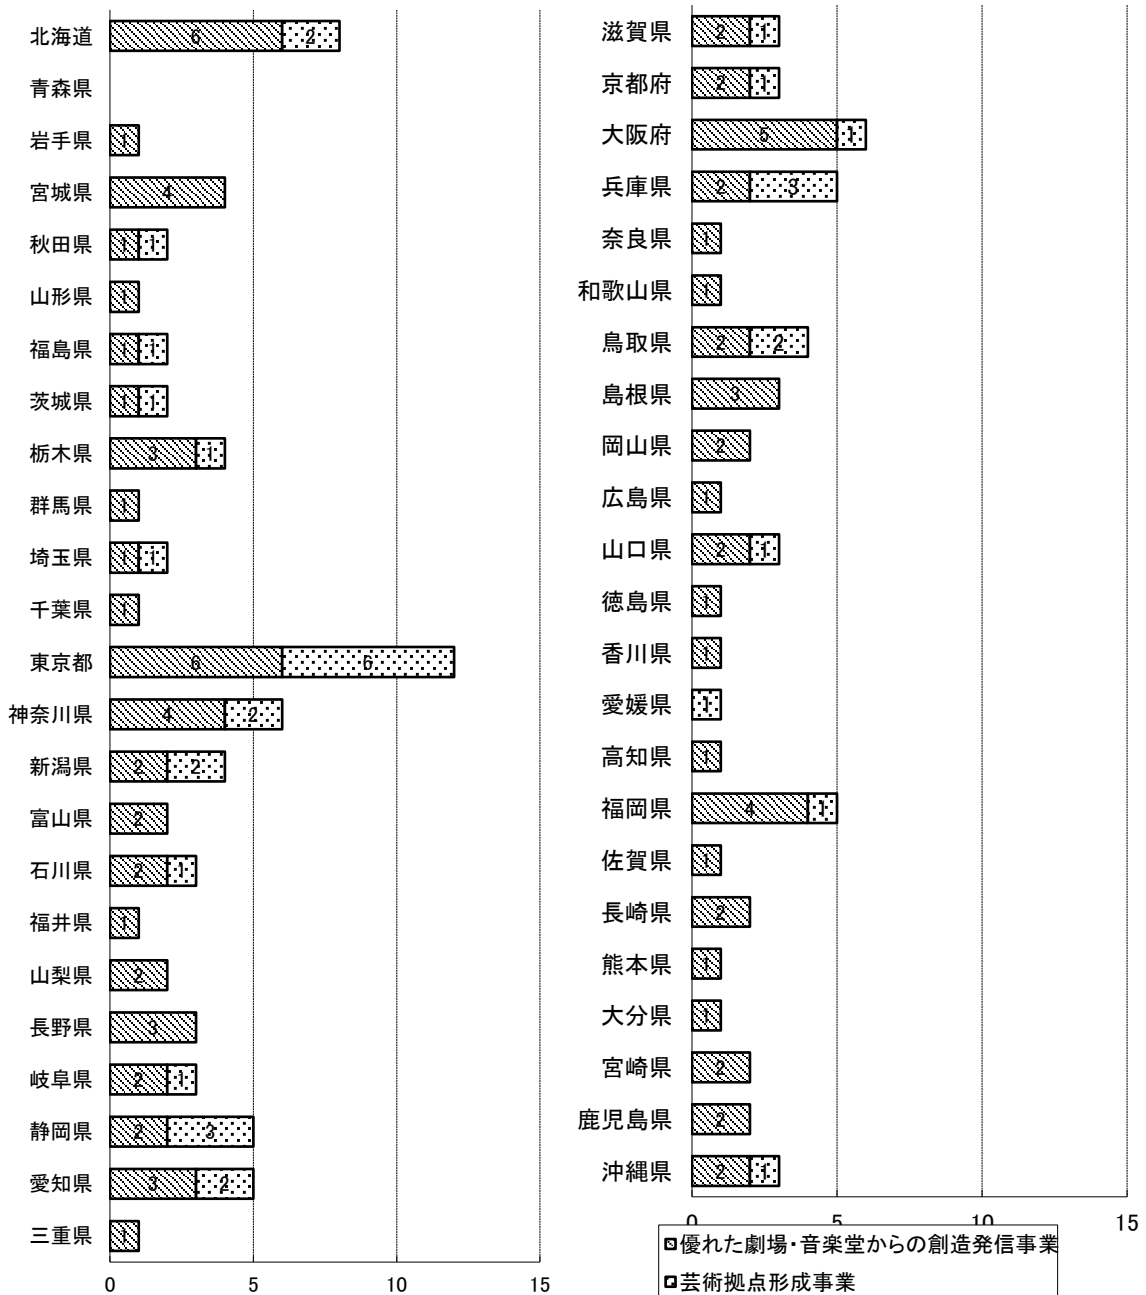 北海道 6 2
青森県
岩手県 1
宮城県 4
秋田県 1 1
山形県 1
福島県 1 1
茨城県 1 1
栃木県 3 1
群馬県 1
埼玉県 1 1
千葉県 1
東京都 6 6
神奈川県 4 2
新潟県 2 2
富山県 2
石川県 2 1
福井県 1
山梨県 2
長野県 3
岐阜県 2 1
静岡県 2 3
愛知県 3 2
三重県 1
0 5 10 15
滋賀県 2 1
京都府 2 1
大阪府 5 1
兵庫県 2 3
奈良県 1
和歌山県 1
鳥取県 2 2
島根県 3
岡山県 2
広島県 1
山口県 2 1
徳島県 1
香川県 1
愛媛県 1
高知県 1
福岡県 4 1
佐賀県 1
長崎県 2
熊本県 1
大分県 1
宮崎県 2
鹿児島県 2
沖縄県 2 1
0 5 10 15
優れた劇場・音楽堂からの創造発信事業
芸術拠点形成事業